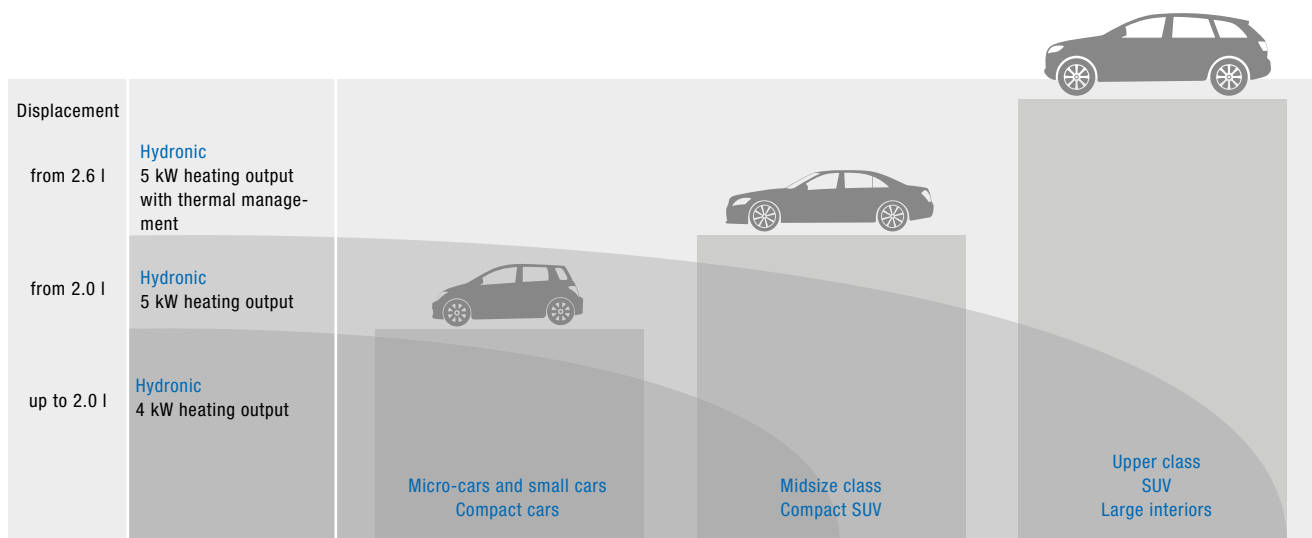 Displacement
from 2.6 l
Hydronic
5 kW heating output
with thermal manage-
ment
from 2.0 l
Hydronic
5 kW heating output
up to 2.0 l
Hydronic
4 kW heating output
Micro-cars and small cars
Compact cars
Midsize class
Compact SUV
Upper class
SUV
Large interiors